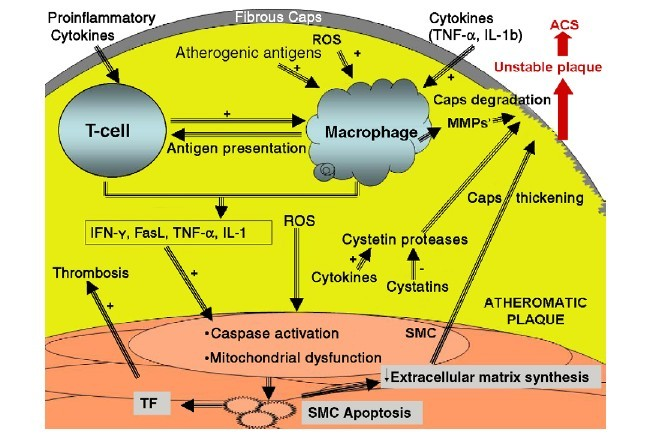 Proinflammatory
Cytokines
Fibrous Caps
Cytokines
(TNF-α, IL-1b)
ACS
Unstable plaque
ROS
Atherogenic antigens
+
+
+
Caps degradation
MMPs
T-cell
+
Macrophage
Antigen presentation
Caps thickening
IFN-γ, FasL, TNF-α, IL-1
ROS
Cystetin proteases
+
-
Cytokines
Cystatins
Thrombosis
+
+
ATHEROMATIC
PLAQUE
•Caspase activation
SMC
•Mitochondrial dysfunction
↓Extracellular matrix synthesis
TF
SMC Apoptosis